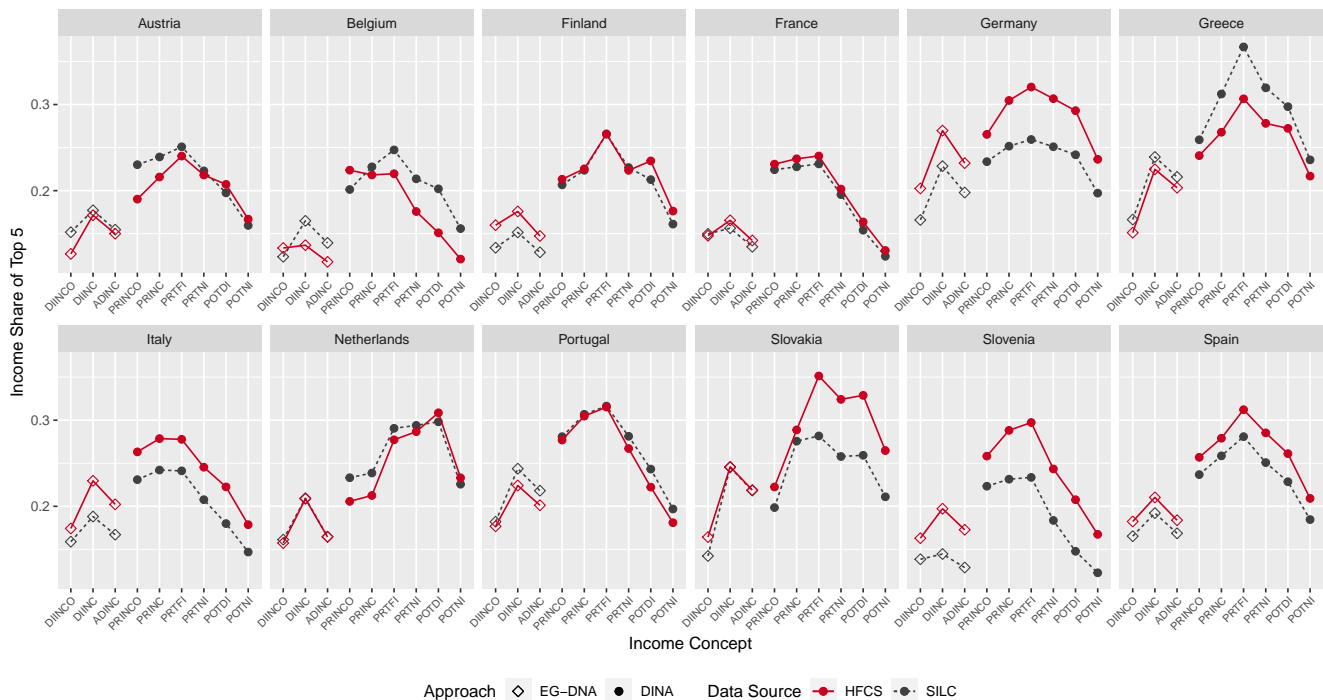 Austria Belgium Finland France Germany Greece
0.3
0.2
DIINCO DIINC ADINC PRINCO PRINC PRTFI PRTNI POTDI POTNI DIINCO DIINC ADINC PRINCO PRINC PRTFI PRTNI POTDI POTNI DIINCO DIINC ADINC PRINCO PRINC PRTFI PRTNI POTDI POTNI DIINCO DIINC ADINC PRINCO PRINC PRTFI PRTNI POTDI POTNI DIINCO DIINC ADINC PRINCO PRINC PRTFI PRTNI POTDI POTNI DIINCO DIINC ADINC PRINCO PRINC PRTFI PRTNI POTDI POTNI
Income Share of Top 5
Italy Netherlands Portugal Slovakia Slovenia Spain
0.3
0.2
DIINCO DIINC ADINC PRINCO PRINC PRTFI PRTNI POTDI POTNI DIINCO DIINC ADINC PRINCO PRINC PRTFI PRTNI POTDI POTNI DIINCO DIINC ADINC PRINCO PRINC PRTFI PRTNI POTDI POTNI DIINCO DIINC ADINC PRINCO PRINC PRTFI PRTNI POTDI POTNI DIINCO DIINC ADINC PRINCO PRINC PRTFI PRTNI POTDI POTNI DIINCO DIINC ADINC PRINCO PRINC PRTFI PRTNI POTDI POTNI
Income Concept
Approach EG−DNA DINA Data Source HFCS SILC